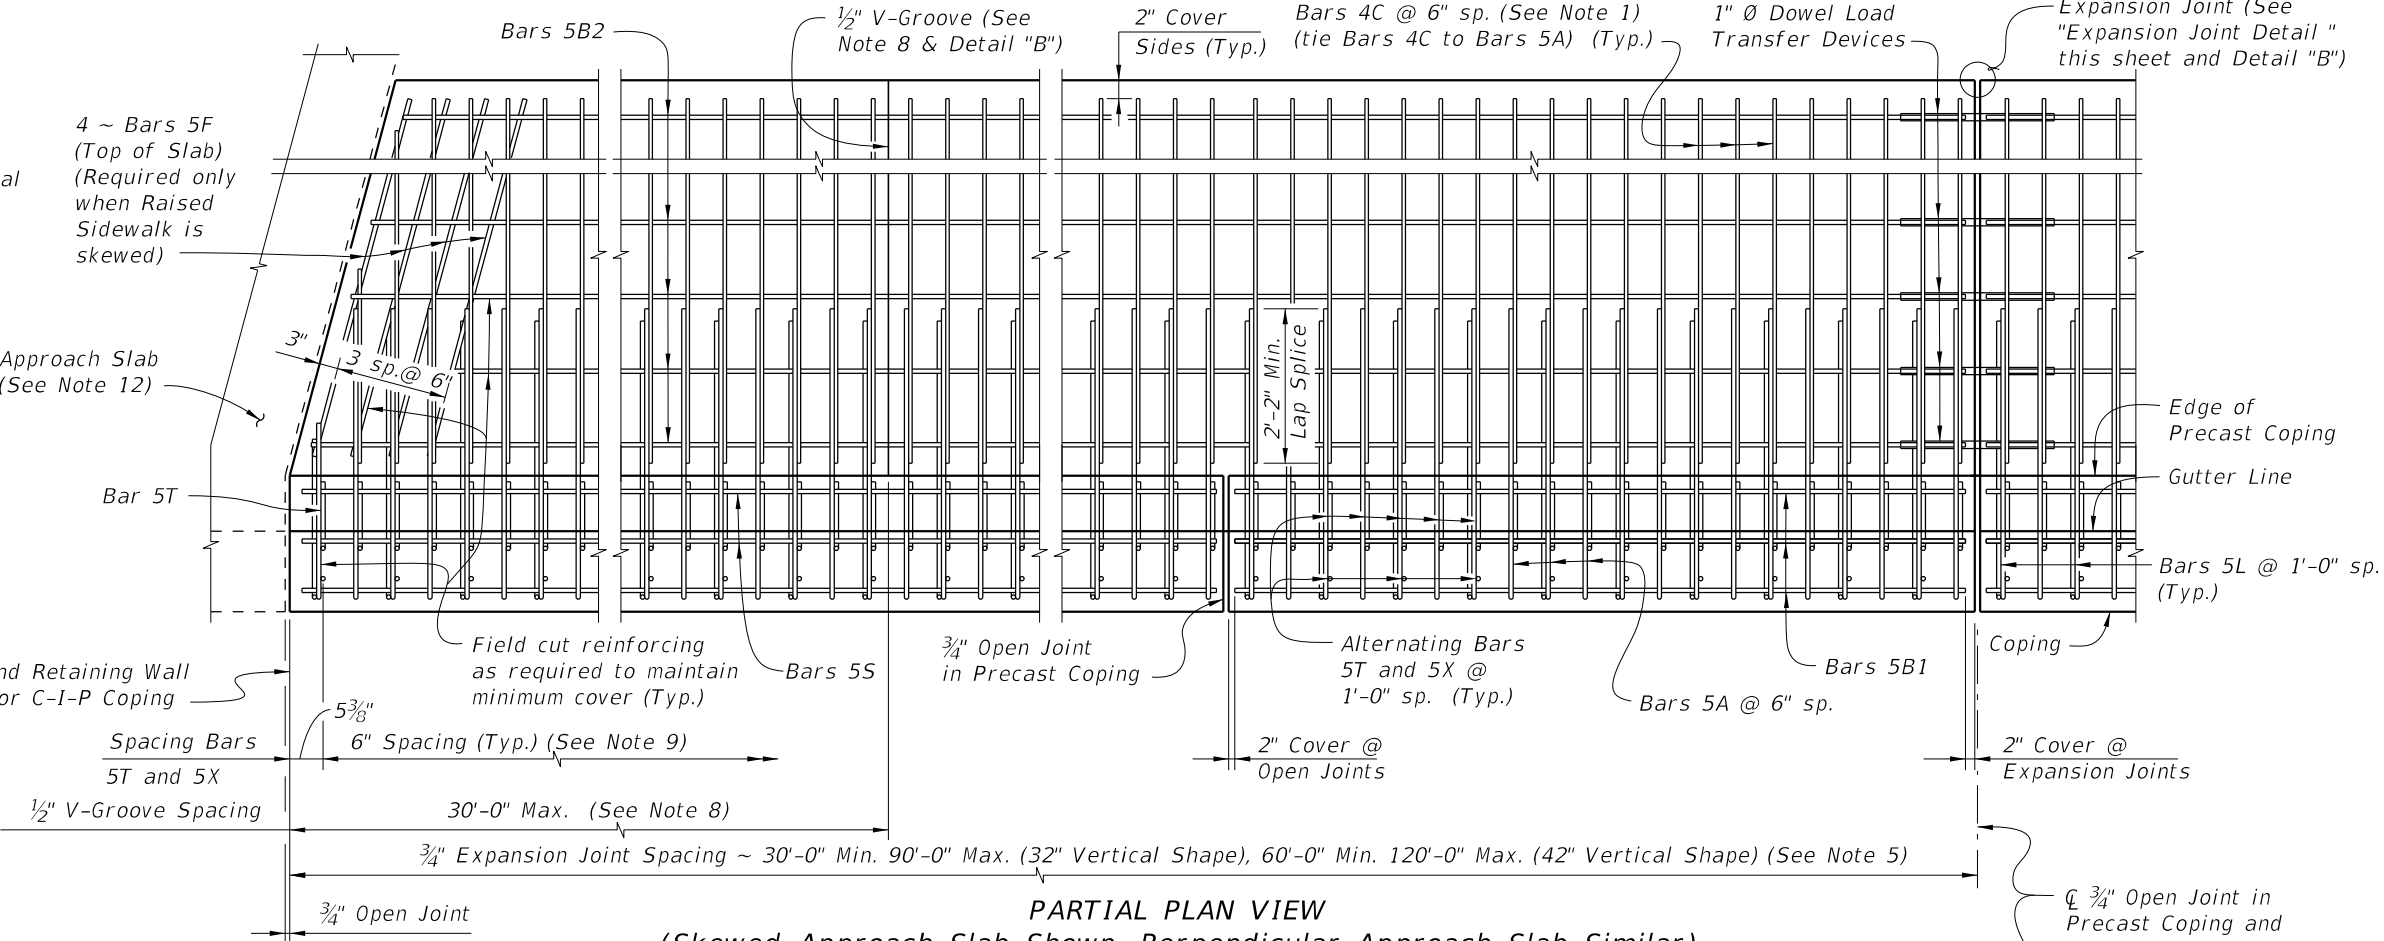 Bars 5B2
½" V-Groove (See
Note 8 & Detail "B")
2" Cover
Sides (Typ.)
Bars 4C @ 6" sp. (See Note 1)
(tie Bars 4C to Bars 5A) (Typ.)
1" Ø Dowel Load
Transfer Devices
Expansion Joint (See
"Expansion Joint Detail "
this sheet and Detail "B")
4 ~ Bars 5F
(Top of Slab)
(Required only
when Raised
Sidewalk is
skewed)
al
3"
3 sp.@ 6"
Approach Slab
(See Note 12)
2'-2" Min.
Lap Splice
Edge of
Precast Coping
Gutter Line
Bar 5T
Bars 5L @ 1'-0" sp.
(Typ.)
Field cut reinforcing
as required to maintain
minimum cover (Typ.)
Bars 5S
¾" Open Joint
in Precast Coping
Alternating Bars
5T and 5X @
1'-0" sp. (Typ.)
Bars 5A @ 6" sp.
Bars 5B1
Coping
nd Retaining Wall
or C-I-P Coping
5⅜"
Spacing Bars
5T and 5X
6" Spacing (Typ.) (See Note 9)
2" Cover @
Open Joints
2" Cover @
Expansion Joints
½" V-Groove Spacing
30'-0" Max. (See Note 8)
¾" Expansion Joint Spacing ~ 30'-0" Min. 90'-0" Max. (32" Vertical Shape), 60'-0" Min. 120'-0" Max. (42" Vertical Shape) (See Note 5)
¾" Open Joint
PARTIAL PLAN VIEW
(Skewed Approach Slab Shown, Perpendicular Approach Slab Similar)
℄ ¾" Open Joint in
Precast Coping and